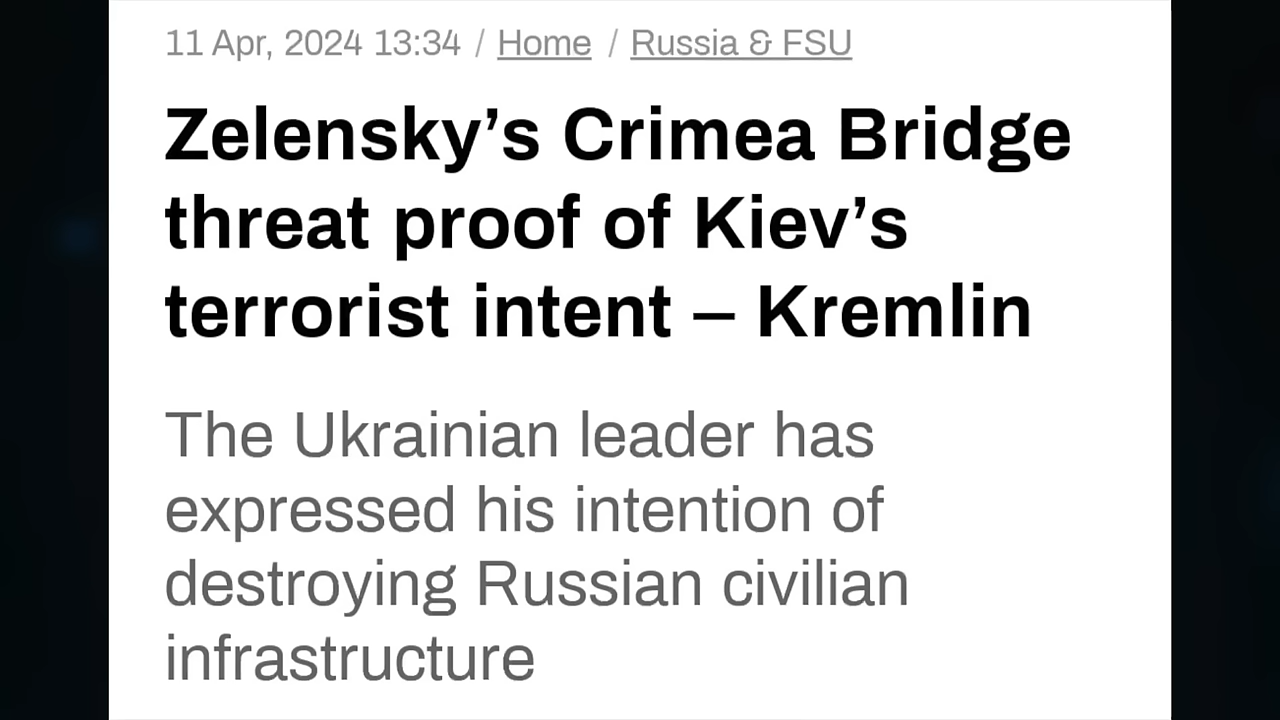 11 Apr, 2024 13:34 / Home / Russia & FSU
Zelensky’s Crimea Bridge
threat proof of Kiev’s
terrorist intent – Kremlin
The Ukrainian leader has
expressed his intention of
destroying Russian civilian
infrastructure